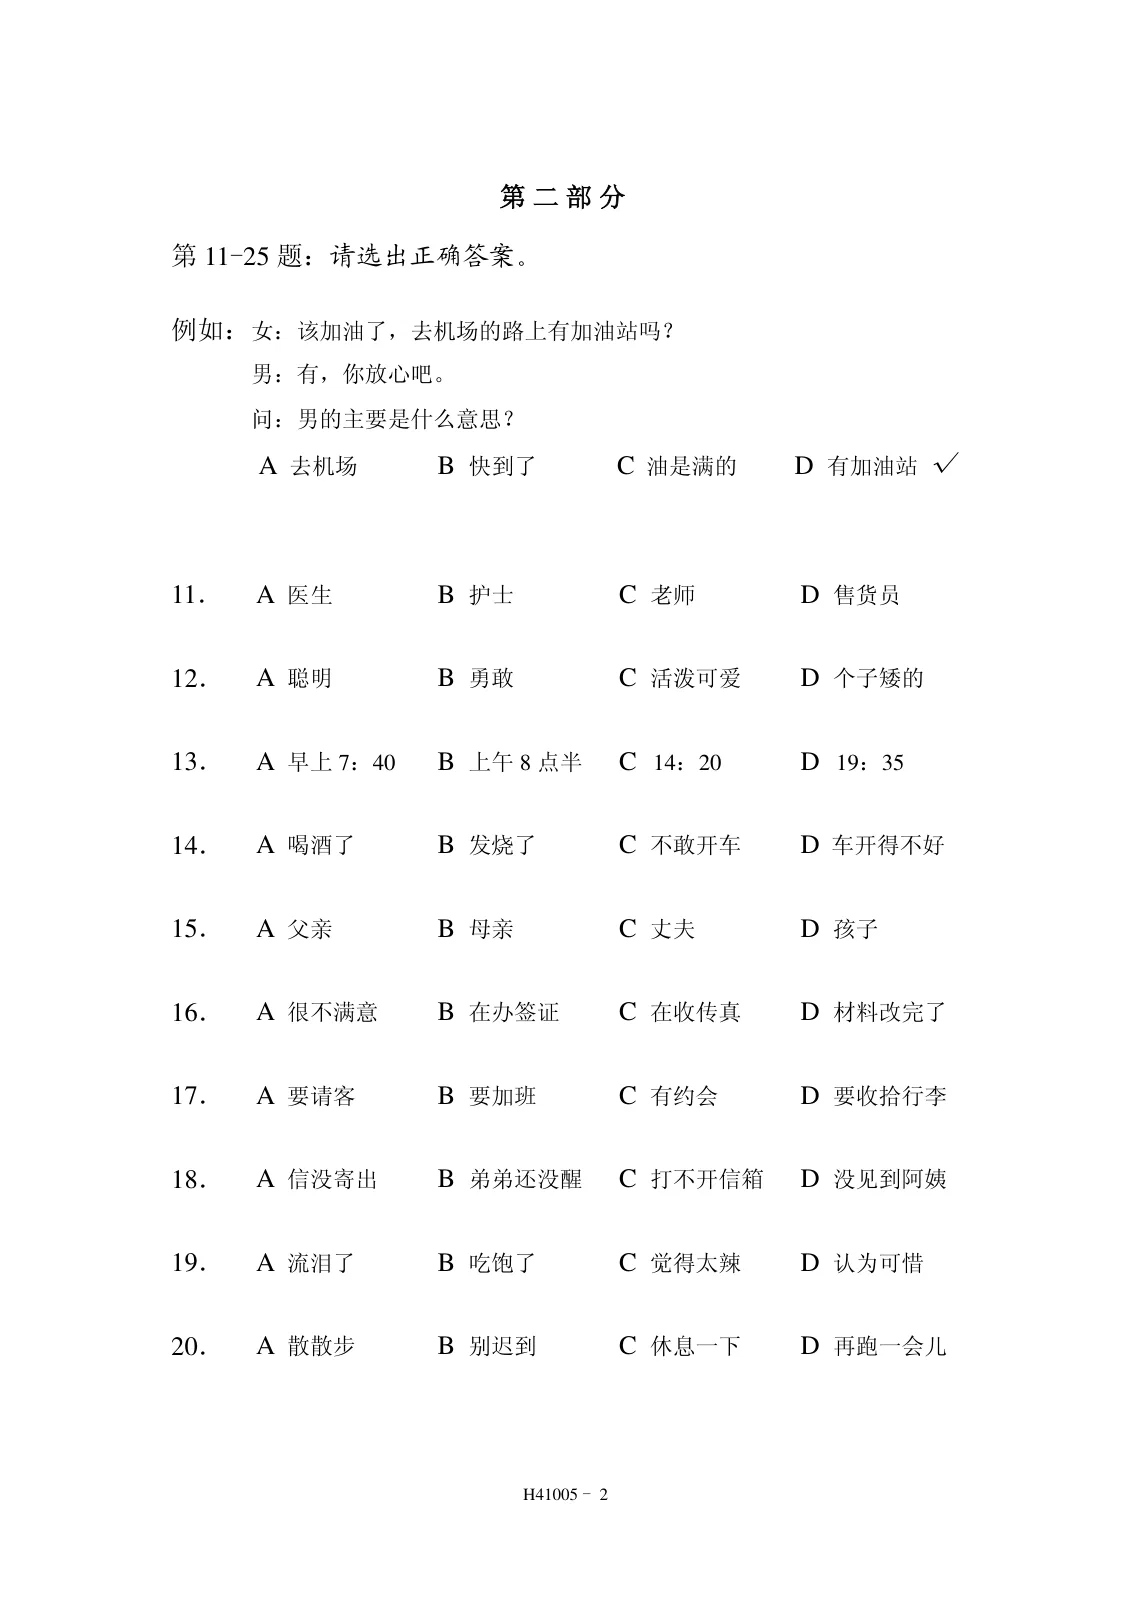 第二部分
第 11-25 题：请选出正确答案。
例如：女：该加油了，去机场的路上有加油站吗？
男：有，你放心吧。
问：男的主要是什么意思？
A 去机场 B 快到了 C 油是满的 D 有加油站 √
11． A 医生 B 护士 C 老师 D 售货员
12． A 聪明 B 勇敢 C 活泼可爱 D 个子矮的
13． A 早上 7：40 B 上午 8 点半 C 14：20 D 19：35
14． A 喝酒了 B 发烧了 C 不敢开车 D 车开得不好
15． A 父亲 B 母亲 C 丈夫 D 孩子
16． A 很不满意 B 在办签证 C 在收传真 D 材料改完了
17． A 要请客 B 要加班 C 有约会 D 要收拾行李
18． A 信没寄出 B 弟弟还没醒 C 打不开信箱 D 没见到阿姨
19． A 流泪了 B 吃饱了 C 觉得太辣 D 认为可惜
20． A 散散步 B 别迟到 C 休息一下 D 再跑一会儿
H41005 - 2